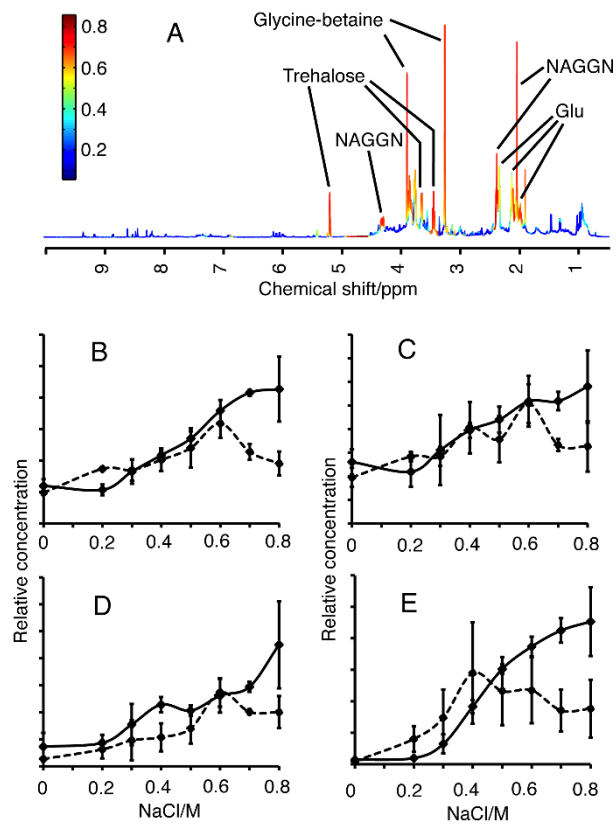 A
0.8
0.6
0.4
0.2
Glycine-betaine
Trehalose
NAGGN
NAGGN
Glu
9 8 7 6 5 4 3 2 1
Chemical shift/ppm
B
C
Relative concentration
0 0.2 0.4 0.6 0.8
0 0.2 0.4 0.6 0.8
D
E
Relative concentration
0 0.2 0.4 0.6 0.8
0 0.2 0.4 0.6 0.8
NaCl/M
NaCl/M